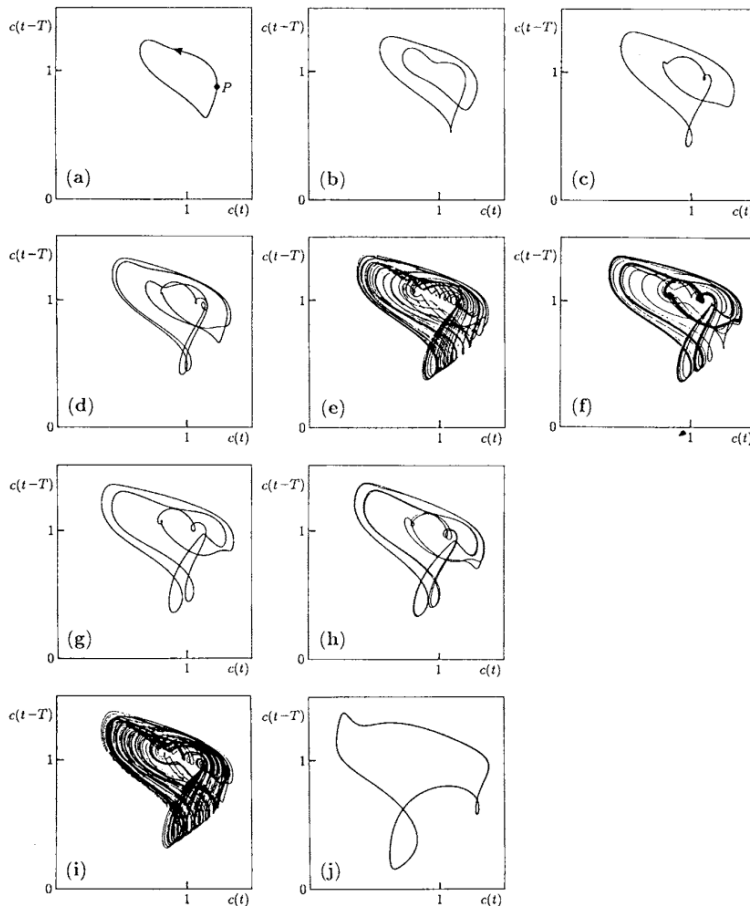 c(t−T)
1
P
0
(a)
1
c(t)
c(t−T)
1
0
(b)
1
c(t)
c(t−T)
1
0
(c)
1
c(t)
c(t−T)
1
0
(d)
1
c(t)
c(t−T)
1
0
(e)
1
c(t)
c(t−T)
1
0
(f)
1
c(t)
c(t−T)
1
0
(g)
1
c(t)
c(t−T)
1
0
(h)
1
c(t)
c(t−T)
1
0
(i)
1
c(t)
c(t−T)
1
0
(j)
1
c(t)